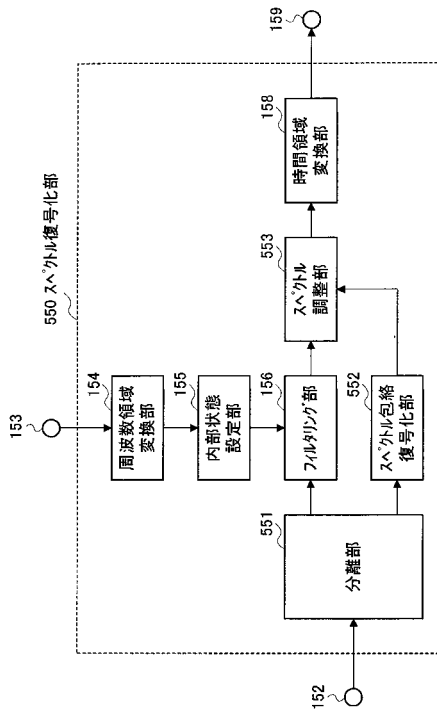 550 スペクトル復号化部
153
154
周波数領域
変換部
155
内部状態
設定部
156
フィルタリング部
553
スペクトル
調整部
158
時間領域
変換部
159
152
551
分離部
552
スペクトル包絡
復号化部